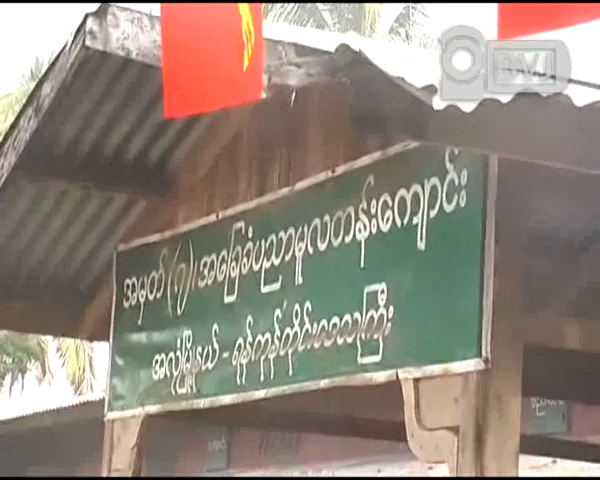 DVB
အမှတ် (၇)၊ အခြေခံပညာမူလတန်းကျောင်း
အလုံမြို့နယ် - ရန်ကုန်တိုင်းဒေသကြီး